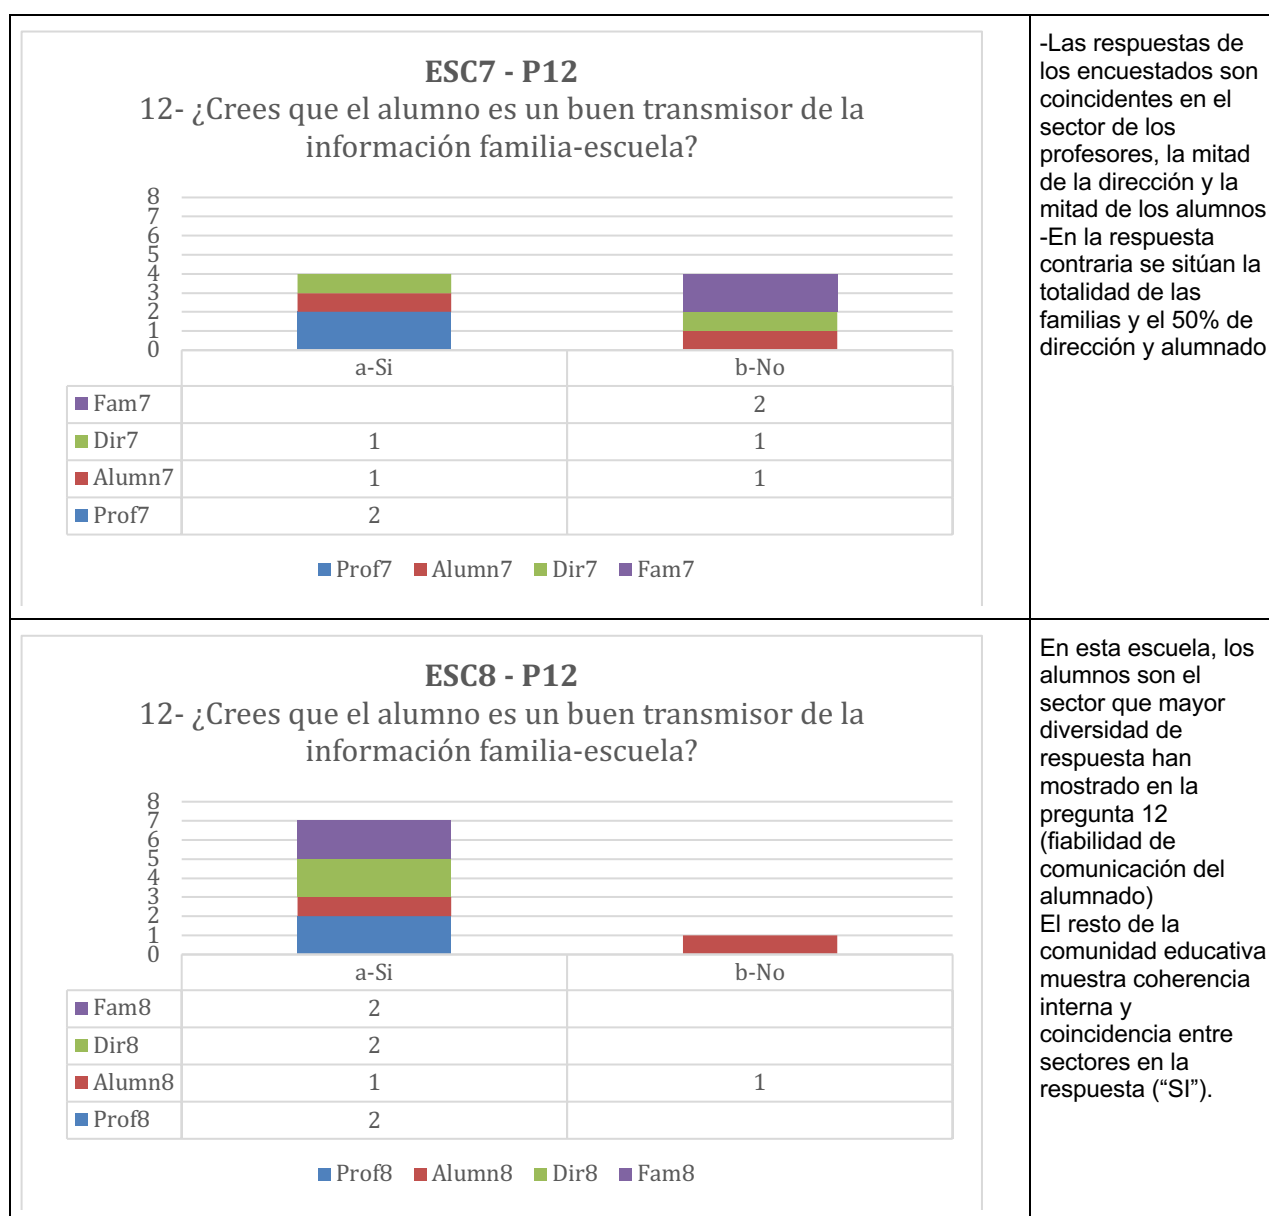 ESC7 - P12
12- ¿Crees que el alumno es un buen transmisor de la
información familia-escuela?
8
7
6
5
4
3
2
1
0
a-Si b-No
Fam7 2
Dir7 1 1
Alumn7 1 1
Prof7 2
Prof7 Alumn7 Dir7 Fam7
-Las respuestas de
los encuestados son
coincidentes en el
sector de los
profesores, la mitad
de la dirección y la
mitad de los alumnos
-En la respuesta
contraria se sitúan la
totalidad de las
familias y el 50% de
dirección y alumnado
ESC8 - P12
12- ¿Crees que el alumno es un buen transmisor de la
información familia-escuela?
8
7
6
5
4
3
2
1
0
a-Si b-No
Fam8 2
Dir8 2
Alumn8 1 1
Prof8 2
Prof8 Alumn8 Dir8 Fam8
En esta escuela, los
alumnos son el
sector que mayor
diversidad de
respuesta han
mostrado en la
pregunta 12
(fiabilidad de
comunicación del
alumnado)
El resto de la
comunidad educativa
muestra coherencia
interna y
coincidencia entre
sectores en la
respuesta (“SI”).